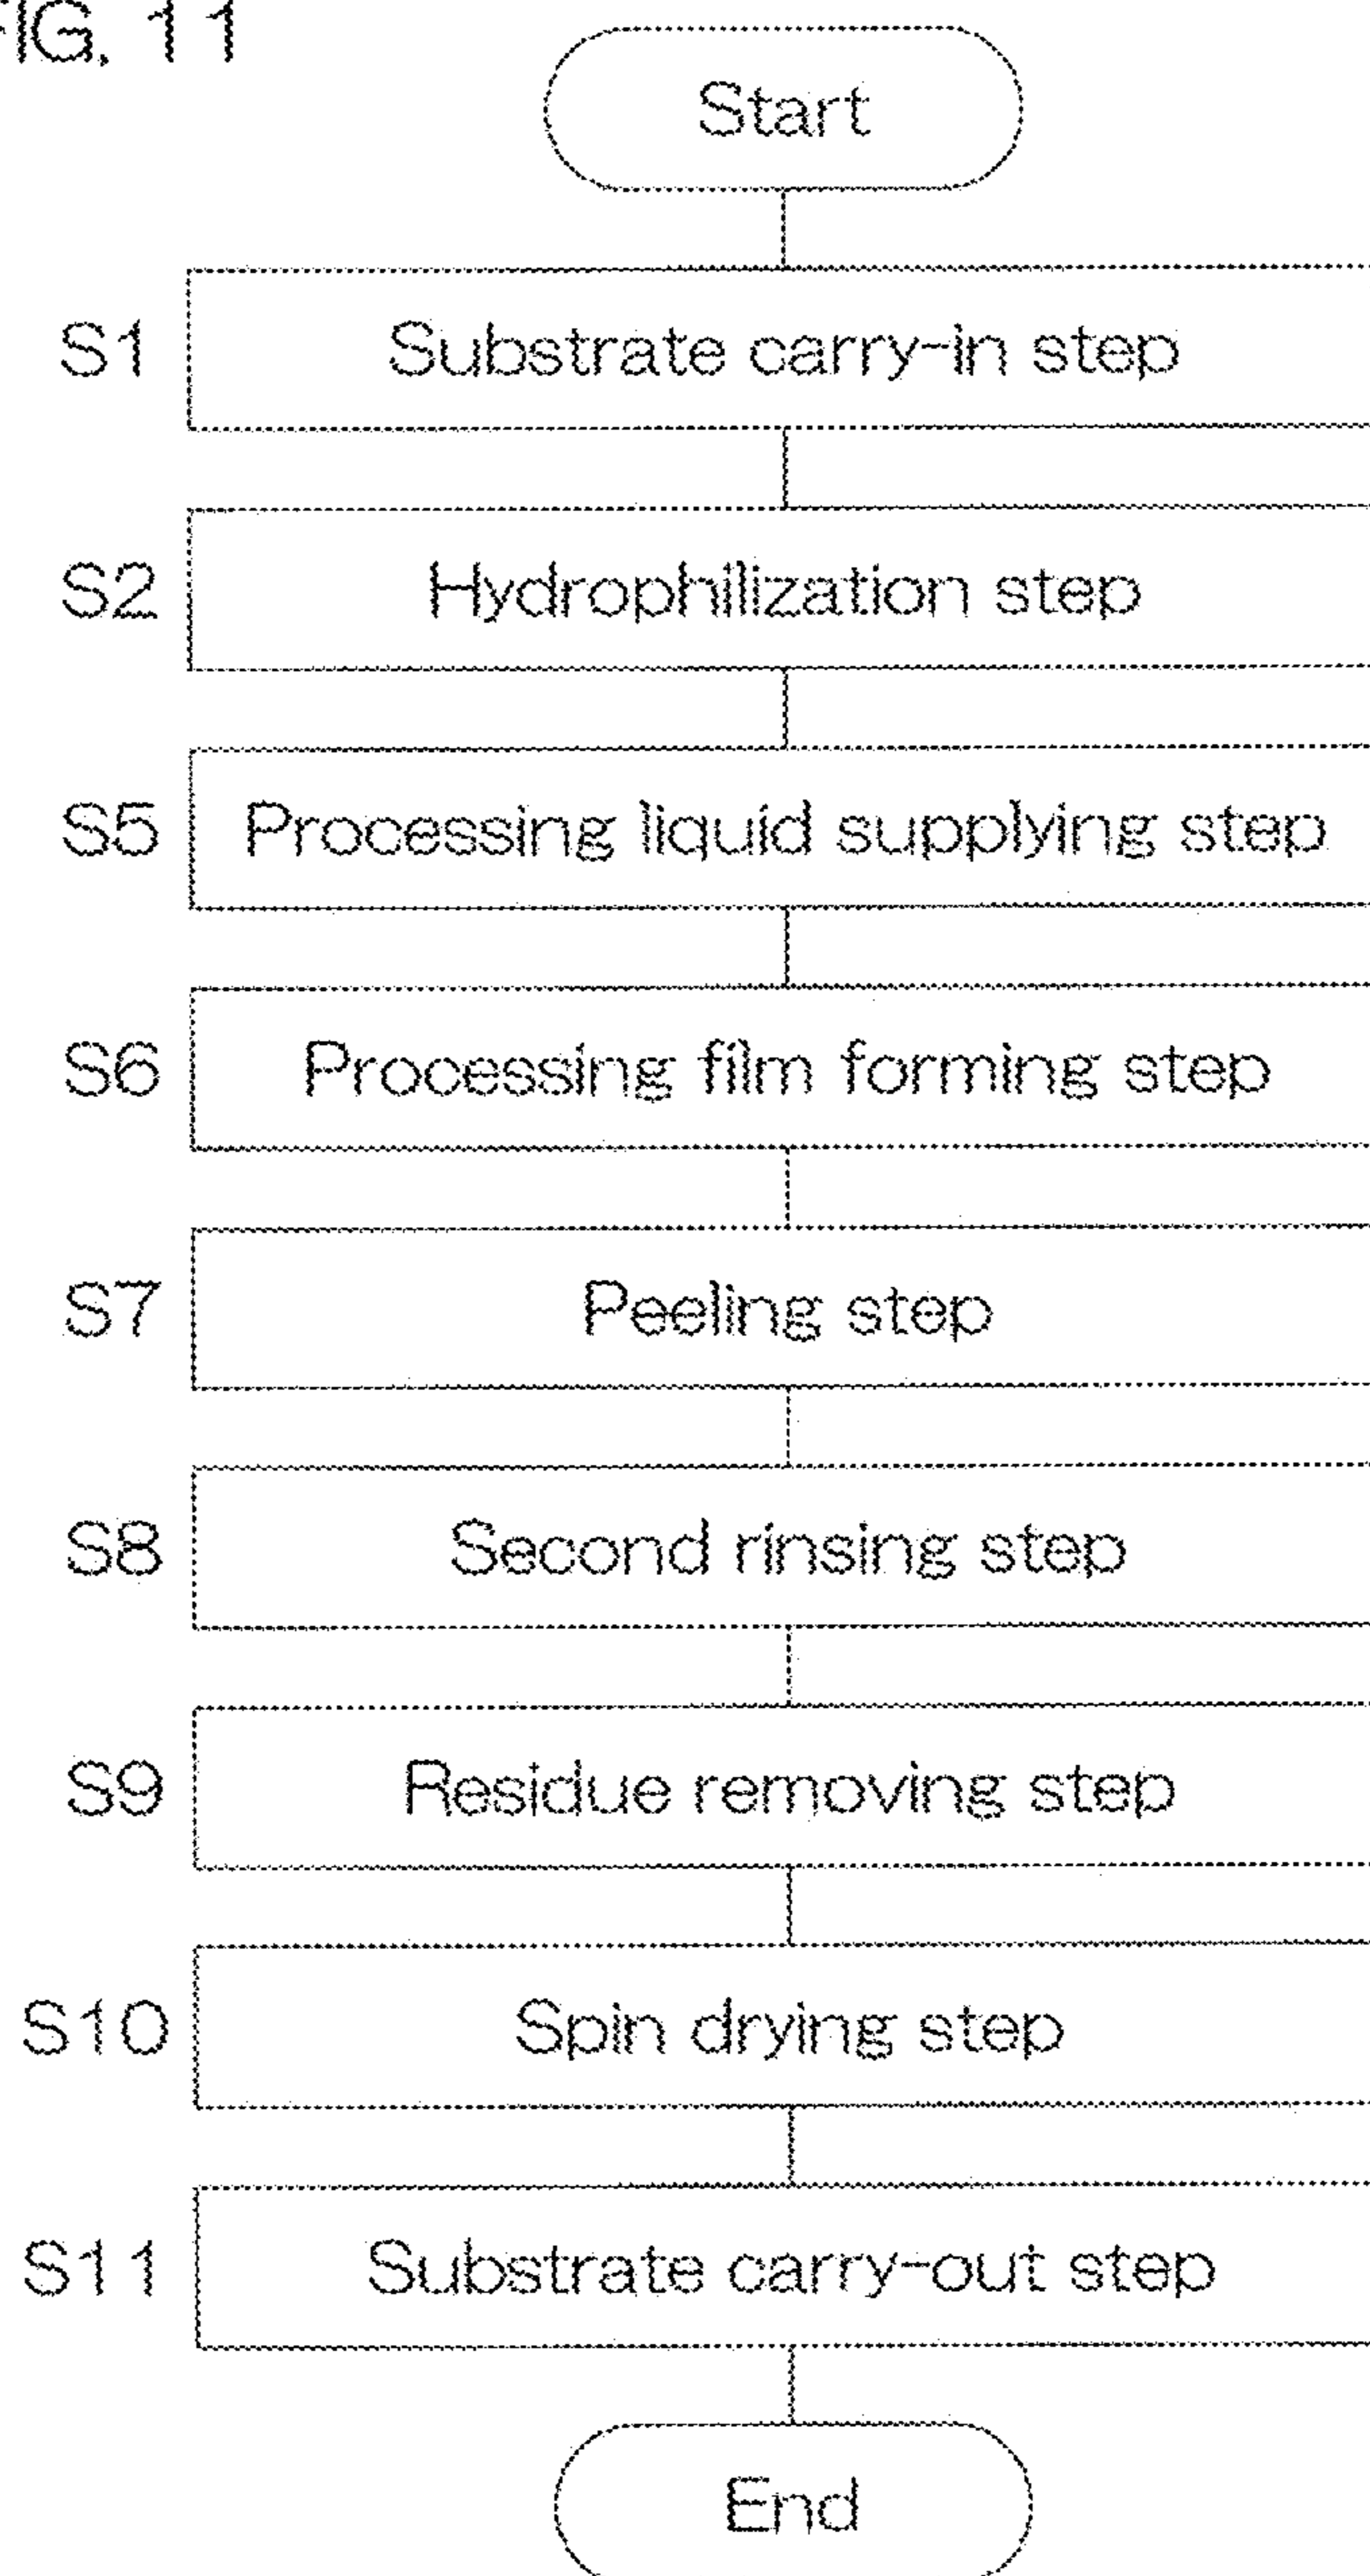 FIG. 11
Start
S1 Substrate carry-in step
S2 Hydrophilization step
S5 Processing liquid supplying step
S6 Processing film forming step
S7 Peeling step
S8 Second rinsing step
S9 Residue removing step
S10 Spin drying step
S11 Substrate carry-out step
End